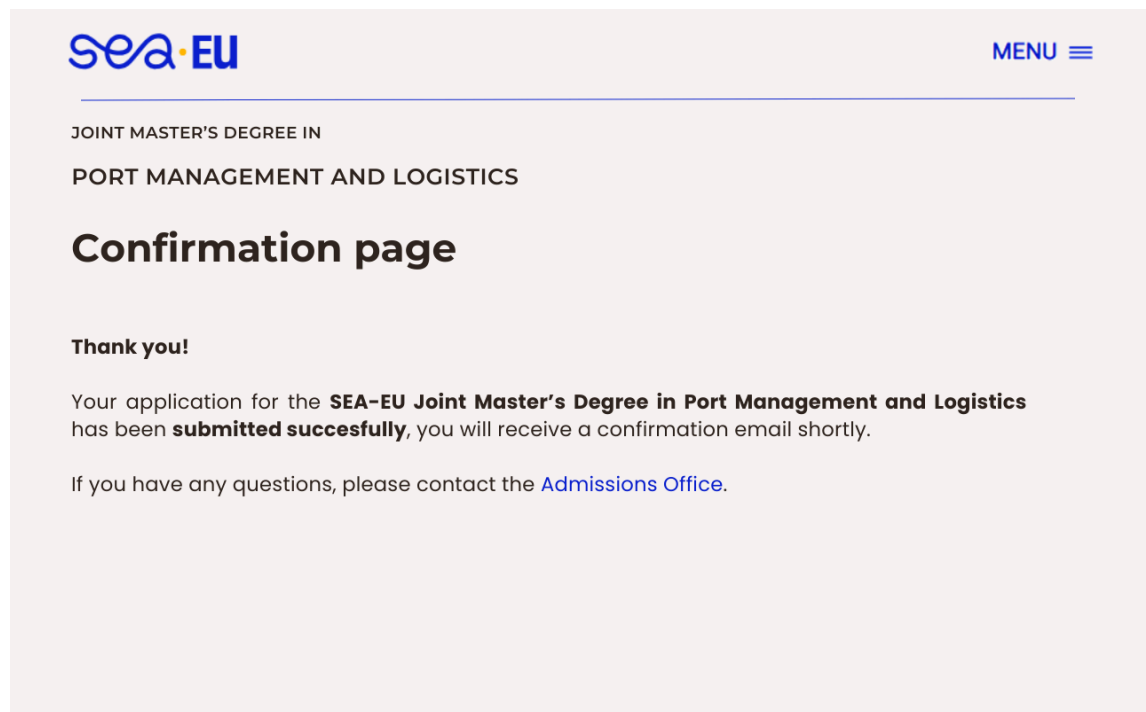 sea·EU
MENU
JOINT MASTER’S DEGREE IN
PORT MANAGEMENT AND LOGISTICS
Confirmation page
Thank you!
Your application for the SEA-EU Joint Master’s Degree in Port Management and Logistics
has been submitted succesfully, you will receive a confirmation email shortly.
If you have any questions, please contact the Admissions Office.